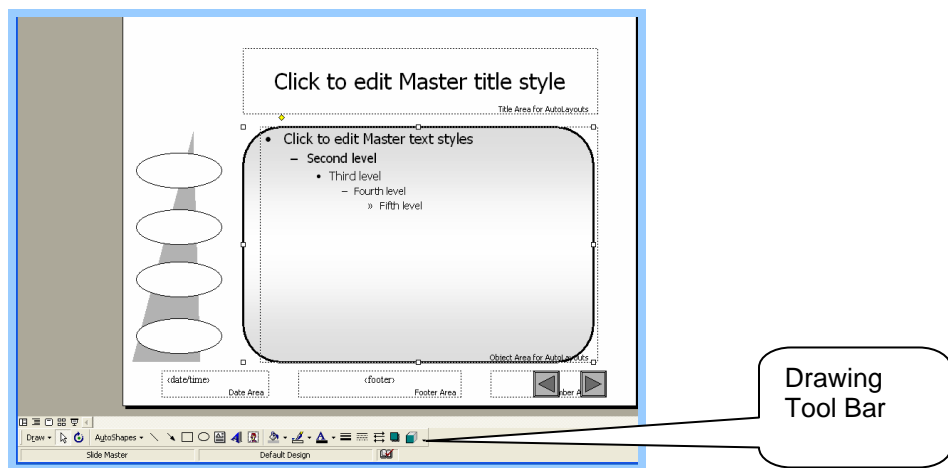 Click to edit Master title style
Title Area for AutoLayouts
• Click to edit Master text styles
– Second level
• Third level
– Fourth level
» Fifth level
Object Area for AutoLayouts
‹date/time›
Date Area
‹footer›
Footer Area
mber A
Draw
AutoShapes
Slide Master
Default Design
Drawing
Tool Bar